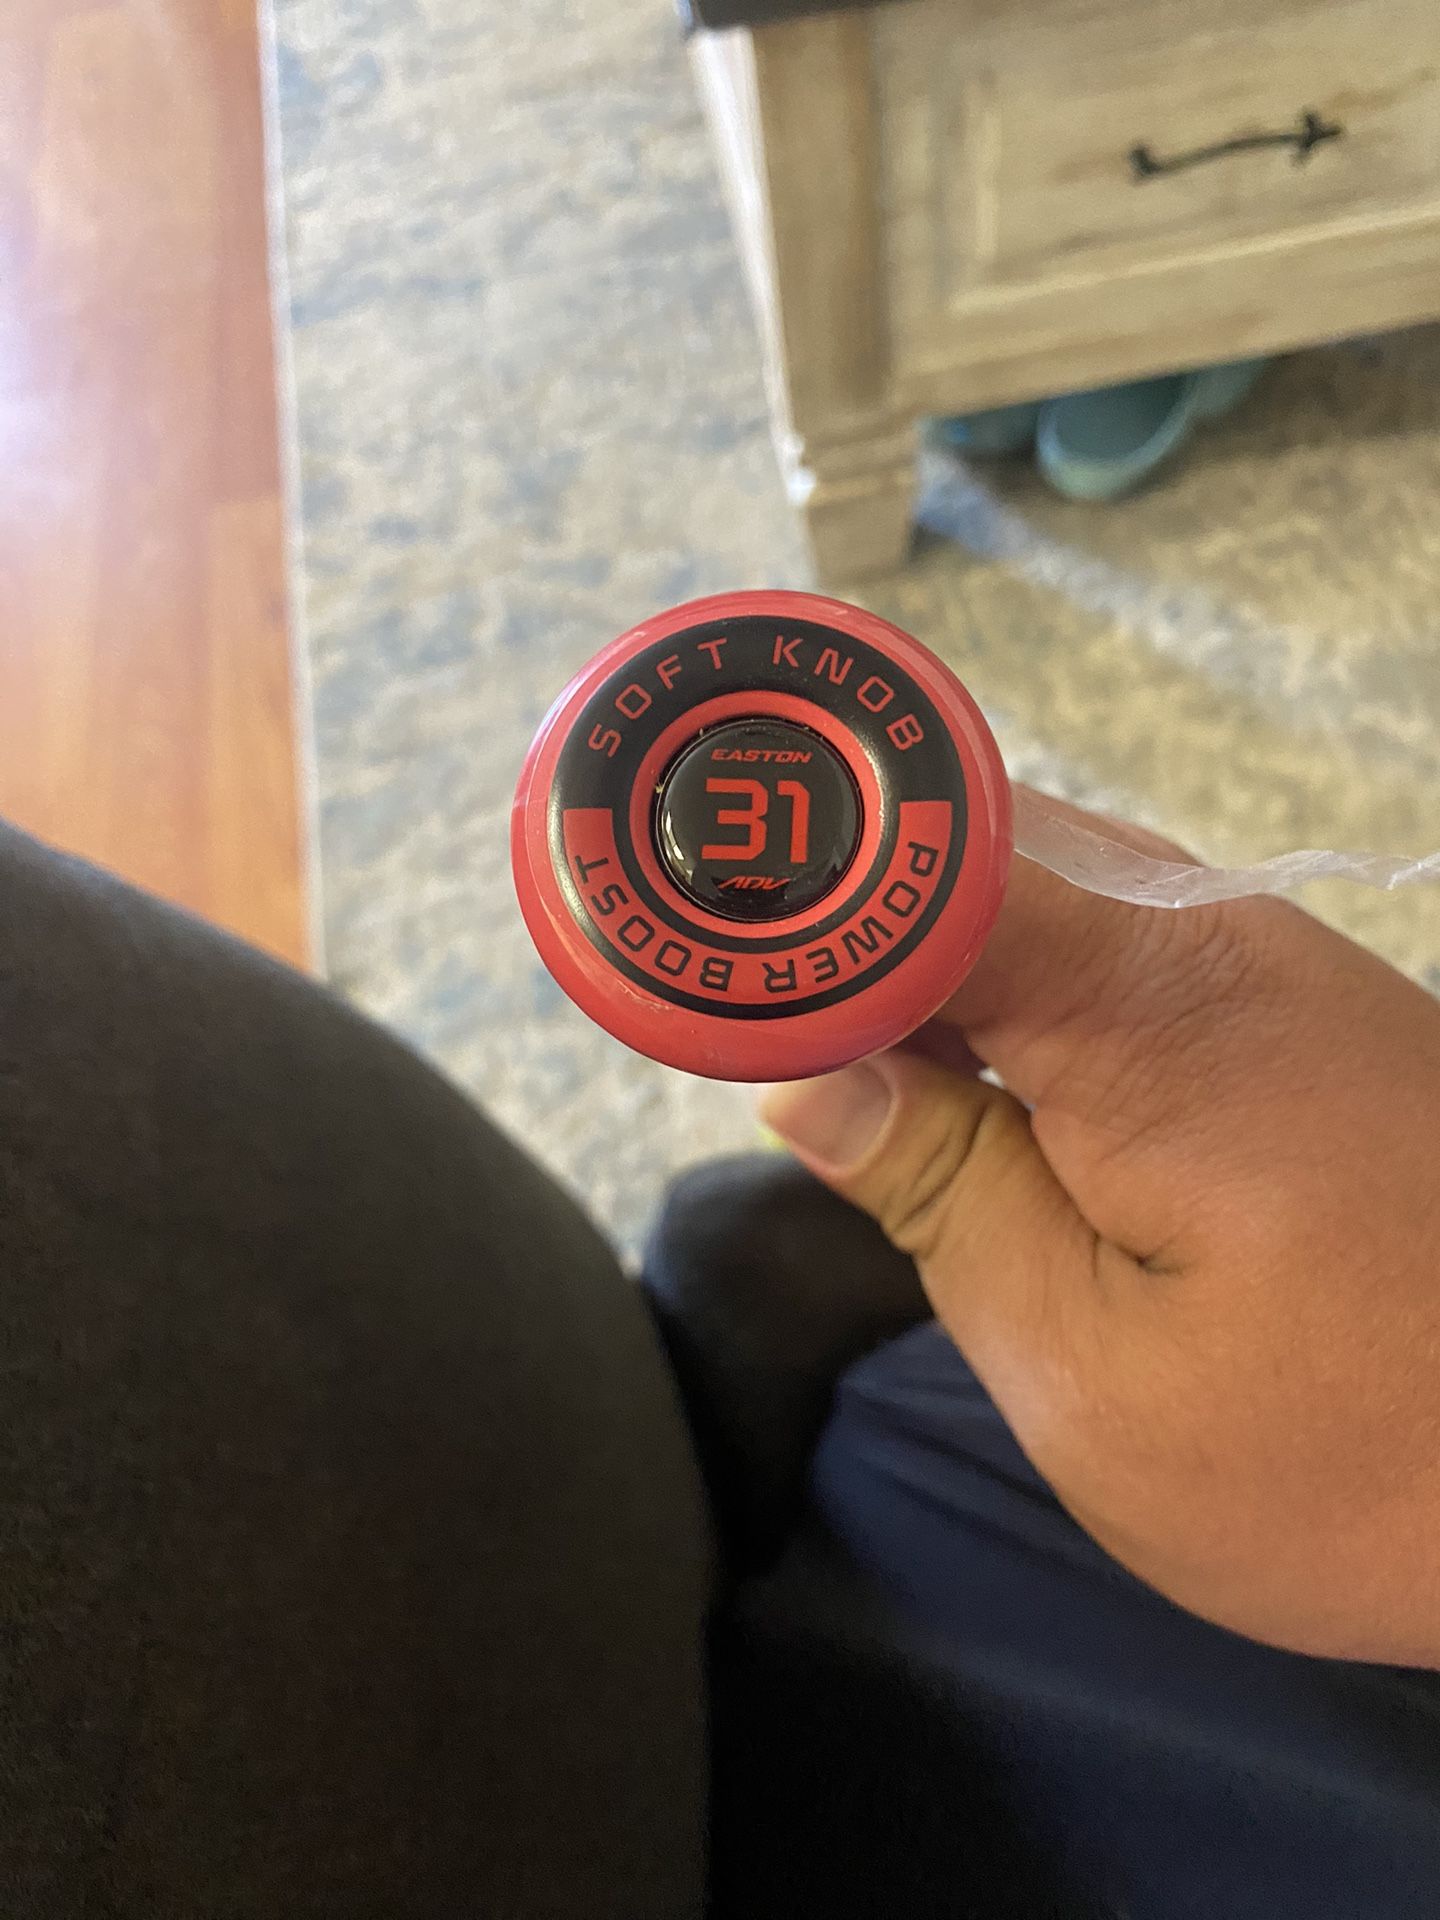 SOFT KNOB
EASTON
31
ADV
POWER BOOST